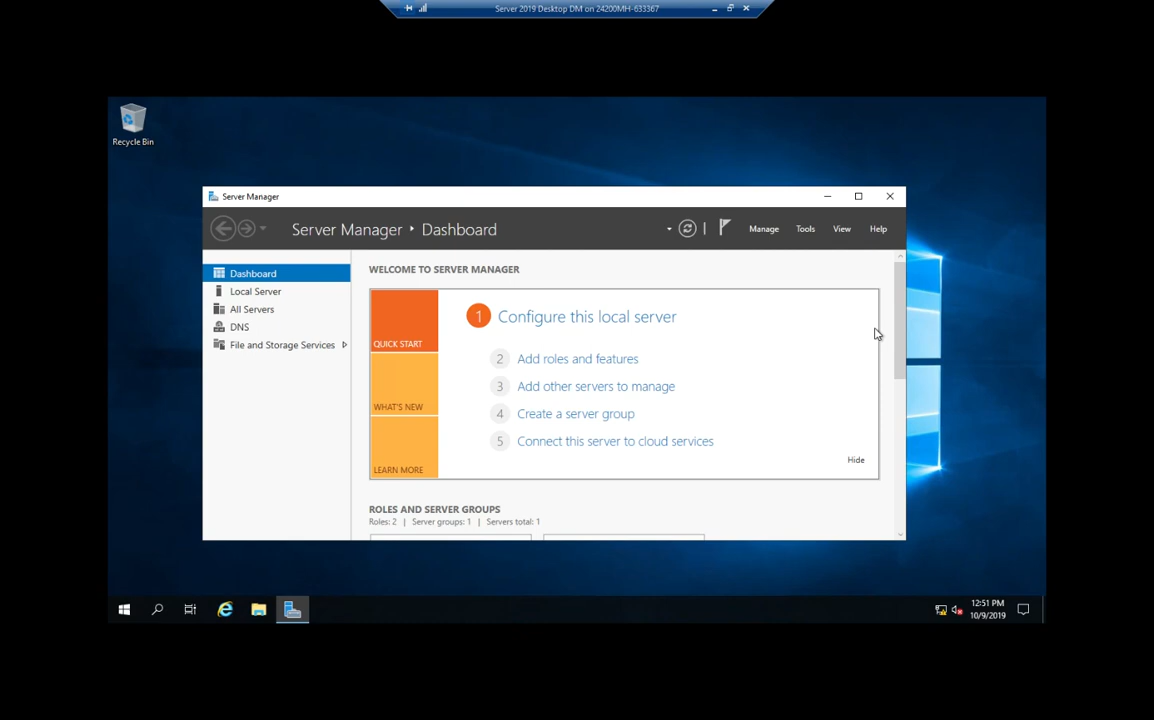 Server 2019 Desktop DM on 24200MH-633367
Recycle Bin
Server Manager
Server Manager Dashboard
Manage Tools View Help
Dashboard
Local Server
All Servers
DNS
File and Storage Services
WELCOME TO SERVER MANAGER
QUICK START
WHAT'S NEW
LEARN MORE
1 Configure this local server
2 Add roles and features
3 Add other servers to manage
4 Create a server group
5 Connect this server to cloud services
Hide
ROLES AND SERVER GROUPS
Roles: 2 | Server groups: 1 | Servers total: 1
12:51 PM
10/9/2019